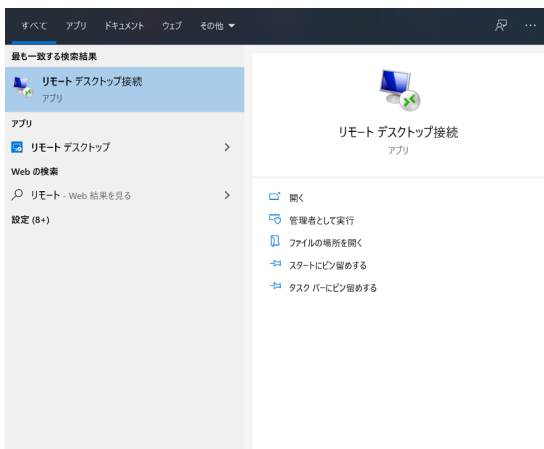 すべて アプリ ドキュメント ウェブ その他
最も一致する検索結果
リモート デスクトップ接続
アプリ
アプリ
リモート デスクトップ
Web の検索
リモート - Web 結果を見る
設定 (8+)
リモート デスクトップ接続
アプリ
開く
管理者として実行
ファイルの場所を開く
スタートにピン留めする
タスク バーにピン留めする